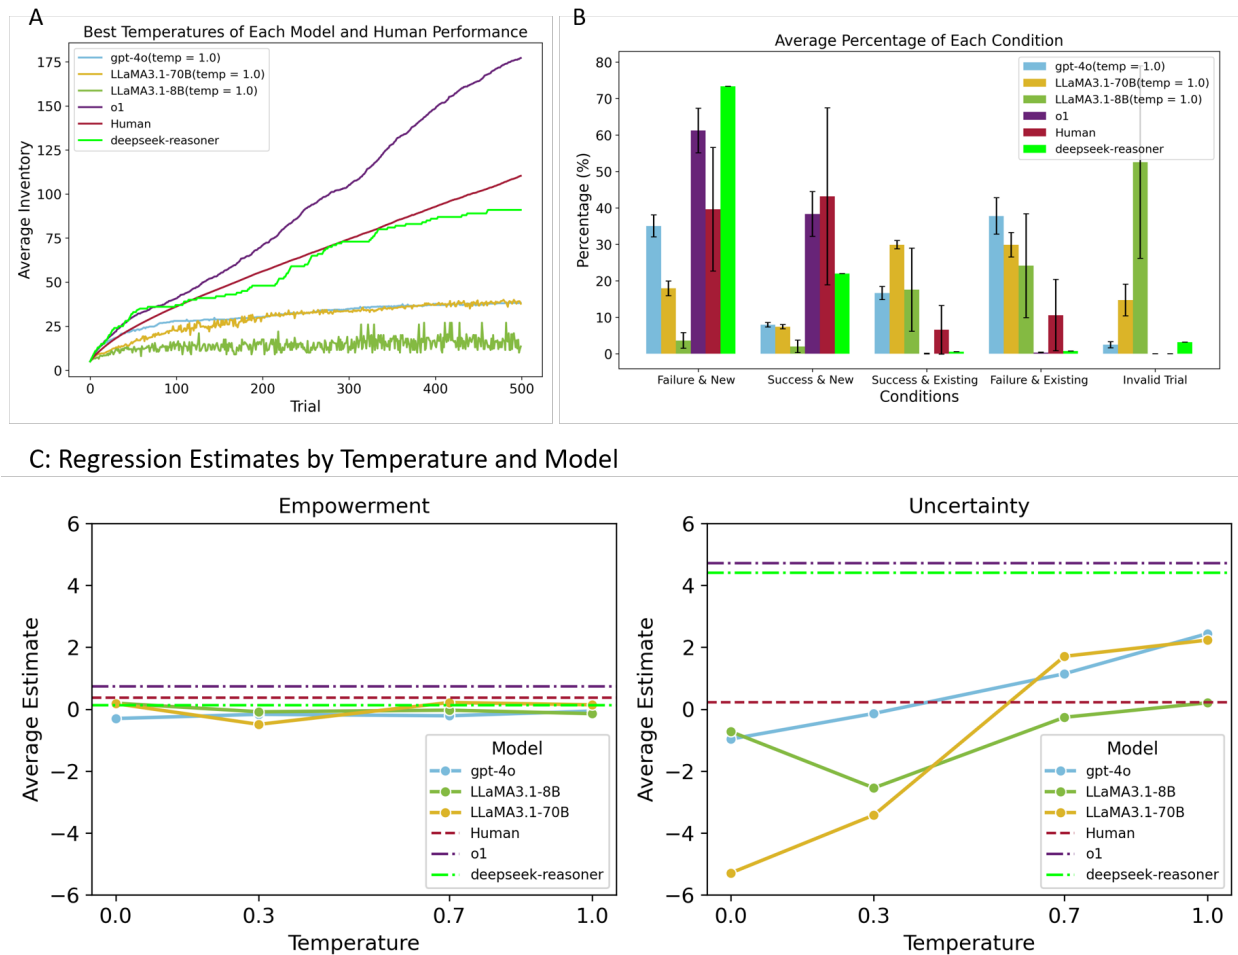 A
Best Temperatures of Each Model and Human Performance
gpt-4o(temp = 1.0)
LLaMA3.1-70B(temp = 1.0)
LLaMA3.1-8B(temp = 1.0)
o1
Human
deepseek-reasoner
Average Inventory
175
150
125
100
75
50
25
0
0 100 200 300 400 500
Trial
B
Average Percentage of Each Condition
gpt-4o(temp = 1.0)
LLaMA3.1-70B(temp = 1.0)
LLaMA3.1-8B(temp = 1.0)
o1
Human
deepseek-reasoner
Percentage (%)
80
70
60
50
40
30
20
10
0
Failure & New Success & New Success & Existing Failure & Existing Invalid Trial
Conditions
C: Regression Estimates by Temperature and Model
Empowerment
Average Estimate
6
4
2
0
−2
−4
−6
Model
gpt-4o
LLaMA3.1-8B
LLaMA3.1-70B
Human
o1
deepseek-reasoner
0.0 0.3 0.7 1.0
Temperature
Uncertainty
Average Estimate
6
4
2
0
−2
−4
−6
Model
gpt-4o
LLaMA3.1-8B
LLaMA3.1-70B
Human
o1
deepseek-reasoner
0.0 0.3 0.7 1.0
Temperature